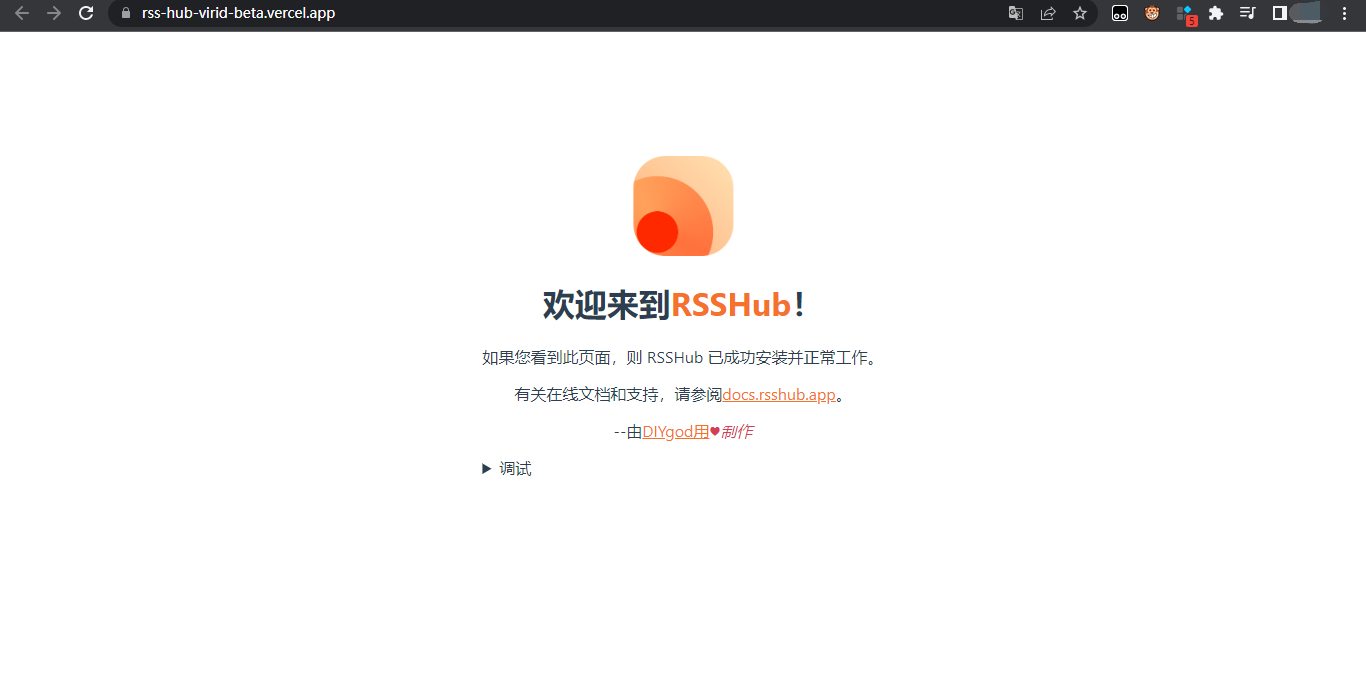 rss-hub-virid-beta.vercel.app
5
欢迎来到RSSHub！
如果您看到此页面，则 RSSHub 已成功安装并正常工作。
有关在线文档和支持，请参阅docs.rsshub.app。
--由DIYgod用♥制作
▶ 调试